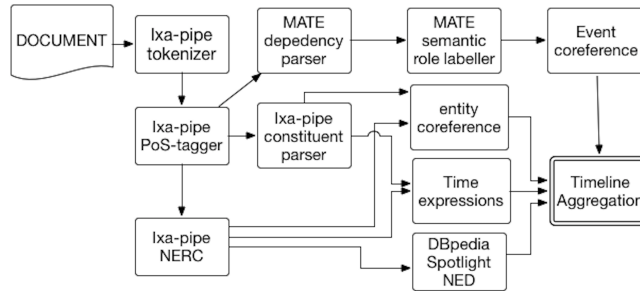 DOCUMENT
Ixa-pipe
tokenizer
MATE
depedency
parser
MATE
semantic
role labeller
Event
coreference
Ixa-pipe
PoS-tagger
Ixa-pipe
constituent
parser
entity
coreference
Time
expressions
Timeline
Aggregation
Ixa-pipe
NERC
DBpedia
Spotlight
NED